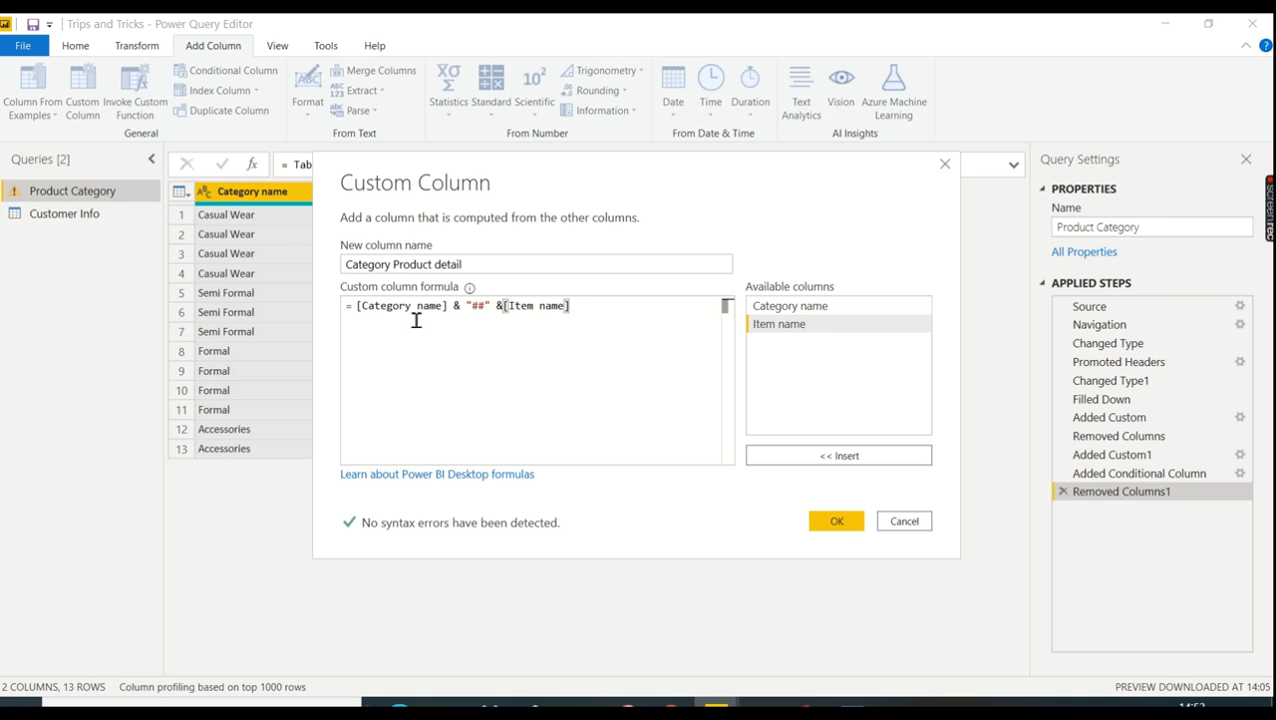 Trips and Tricks - Power Query Editor
File Home Transform Add Column View Tools Help
Column From Examples
Custom Column
Invoke Custom Function
Conditional Column
Index Column
Duplicate Column
General
Format
Merge Columns
Extract
Parse
From Text
Statistics
Standard
Scientific
Trigonometry
Rounding
Information
From Number
Date
Time
Duration
From Date & Time
Text Analytics
Vision
Azure Machine Learning
AI Insights
Queries [2]
Product Category
Customer Info
= Tab
Category name
1 Casual Wear
2 Casual Wear
3 Casual Wear
4 Casual Wear
5 Semi Formal
6 Semi Formal
7 Semi Formal
8 Formal
9 Formal
10 Formal
11 Formal
12 Accessories
13 Accessories
Custom Column
Add a column that is computed from the other columns.
New column name
Category Product detail
Custom column formula
= [Category name] & "##" &[Item name]
Available columns
Category name
Item name
<< Insert
Learn about Power BI Desktop formulas
No syntax errors have been detected.
OK
Cancel
Query Settings
PROPERTIES
Name
Product Category
All Properties
APPLIED STEPS
Source
Navigation
Changed Type
Promoted Headers
Changed Type1
Filled Down
Added Custom
Removed Columns
Added Custom1
Added Conditional Column
Removed Columns1
screenrec
2 COLUMNS, 13 ROWS Column profiling based on top 1000 rows
PREVIEW DOWNLOADED AT 14:05